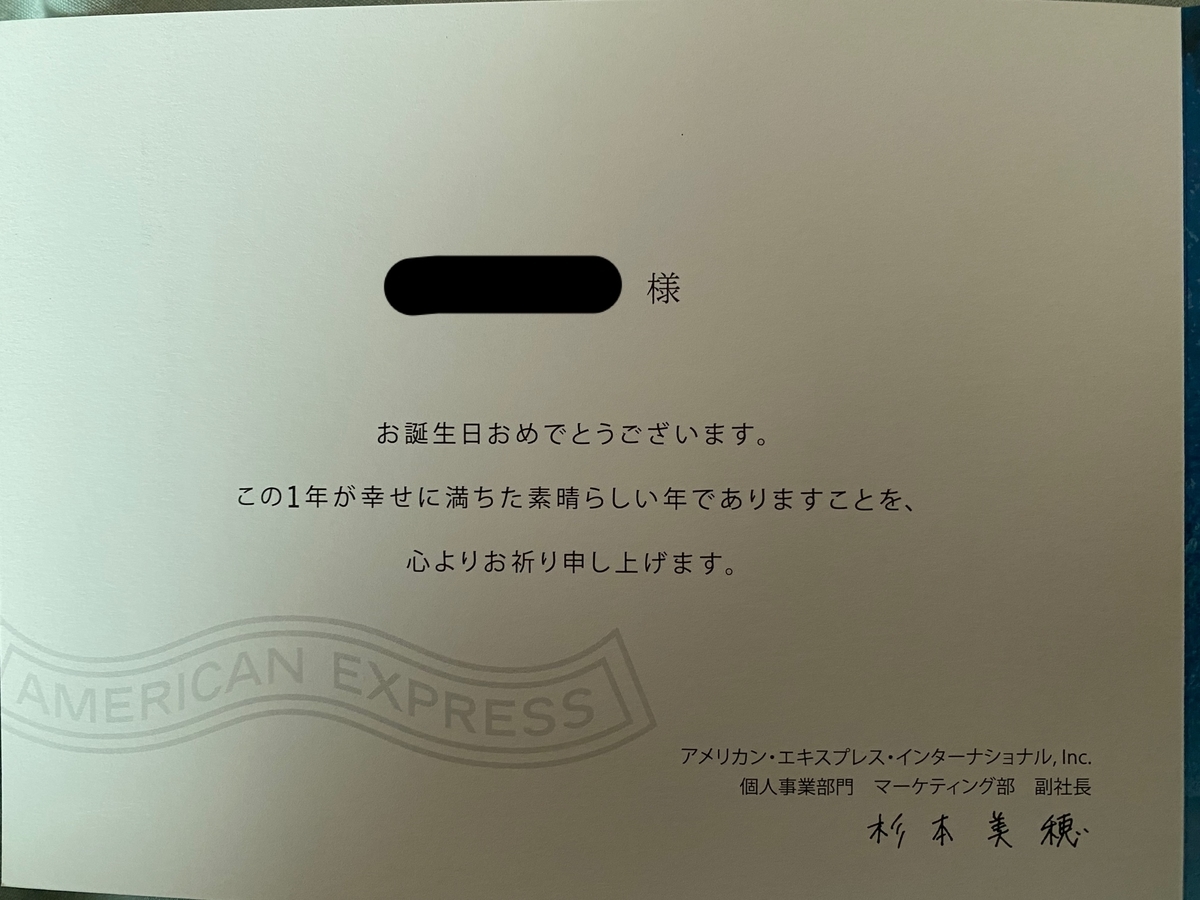 様
お誕生日おめでとうございます。
この1年が幸せに満ちた素晴らしい年でありますことを、
心よりお祈り申し上げます。
AMERICAN EXPRESS
アメリカン・エキスプレス・インターナショナル, Inc.
個人事業部門　マーケティング部　副社長
杉本美穂